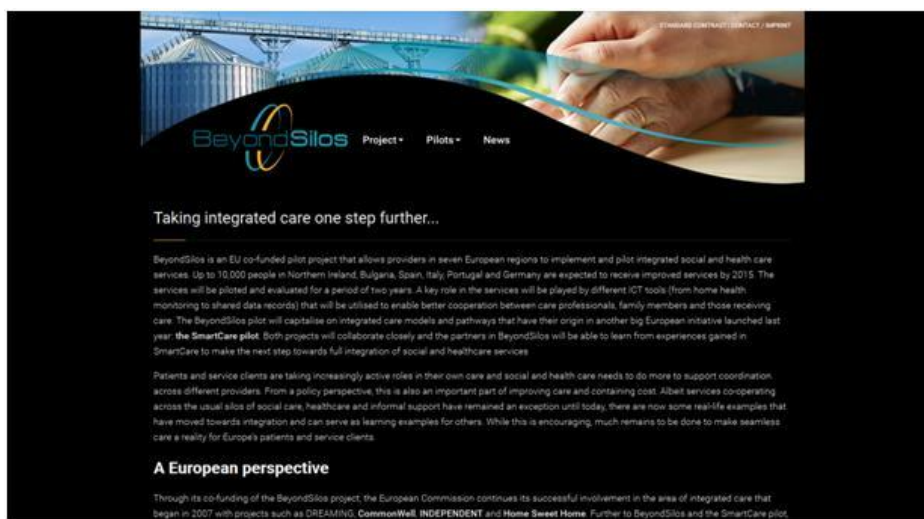 STANDARD CONTRACT / CONTACT / IMPRINT
BeyondSilos
Project Pilots News
Taking integrated care one step further...
BeyondSilos is an EU co-funded pilot project that allows providers in seven European regions to implement and pilot integrated social and health care
services. Up to 10,000 people in Northern Ireland, Bulgaria, Spain, Italy, Portugal and Germany are expected to receive improved services by 2015. The
services will be piloted and evaluated for a period of two years. A key role in the services will be played by different ICT tools (from home health
monitoring to shared data records) that will be utilised to enable better cooperation between care professionals, family members and those receiving
care. The BeyondSilos pilot will capitalise on integrated care models and pathways that have their origin in another big European initiative launched last
year: the SmartCare pilot. Both projects will collaborate closely and the partners in BeyondSilos will be able to learn from experiences gained in
SmartCare to make the next step towards full integration of social and healthcare services
Patients and service clients are taking increasingly active roles in their own care and social and health care needs to do more to support coordination
across different providers. From a policy perspective, this is also an important part of improving care and containing cost. Albeit services co-operating
across the usual silos of social care, healthcare and informal support have remained an exception until today, there are now some real-life examples that
have moved towards integration and can serve as learning examples for others. While this is encouraging, much remains to be done to make seamless
care a reality for Europe's patients and service clients.
A European perspective
Through its co-funding of the BeyondSilos project, the European Commission continues its successful involvement in the area of integrated care that
began in 2007 with projects such as DREAMING, CommonWell, INDEPENDENT and Home Sweet Home. Further to BeyondSilos and the SmartCare pilot,